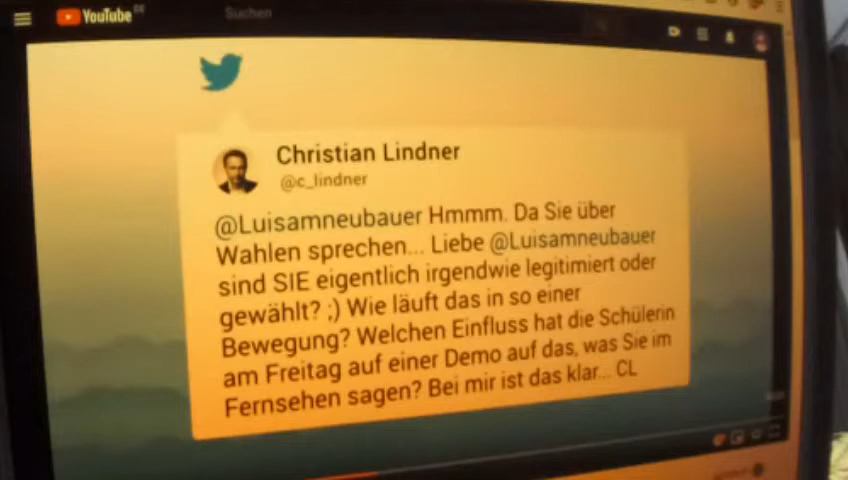 YouTube DE
Suchen
Christian Lindner
@c_lindner
@Luisamneubauer Hmmm. Da Sie über
Wahlen sprechen... Liebe @Luisamneubauer
sind SIE eigentlich irgendwie legitimiert oder
gewählt? ;) Wie läuft das in so einer
Bewegung? Welchen Einfluss hat die Schülerin
am Freitag auf einer Demo auf das, was Sie im
Fernsehen sagen? Bei mir ist das klar... CL